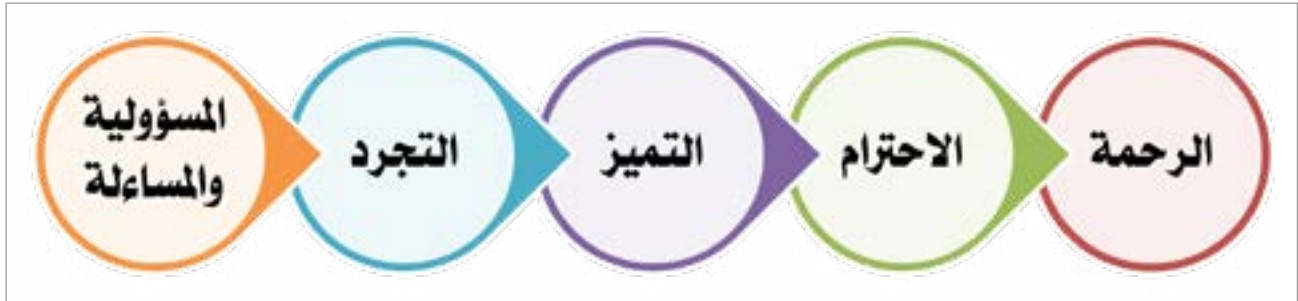 الرحمة
الاحترام
التميز
التجرد
المسؤولية
والمساءلة